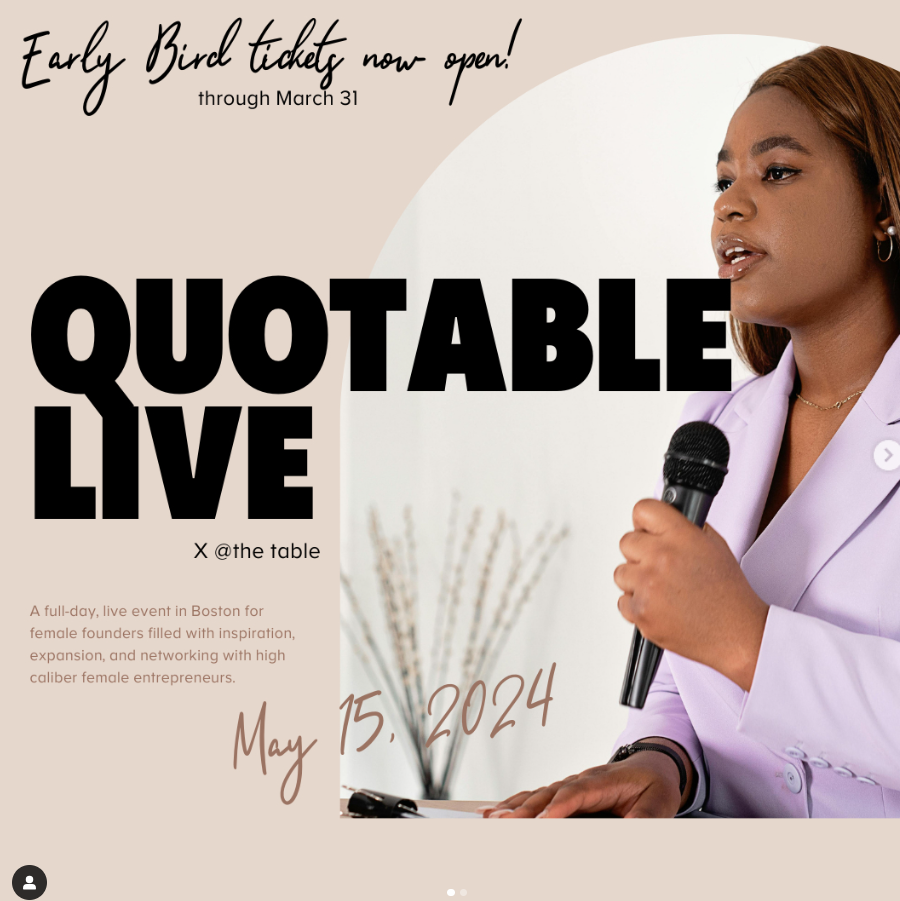 Early Bird tickets now open!
through March 31
QUOTABLE
LIVE
X @the table
A full-day, live event in Boston for
female founders filled with inspiration,
expansion, and networking with high
caliber female entrepreneurs.
May 15, 2024